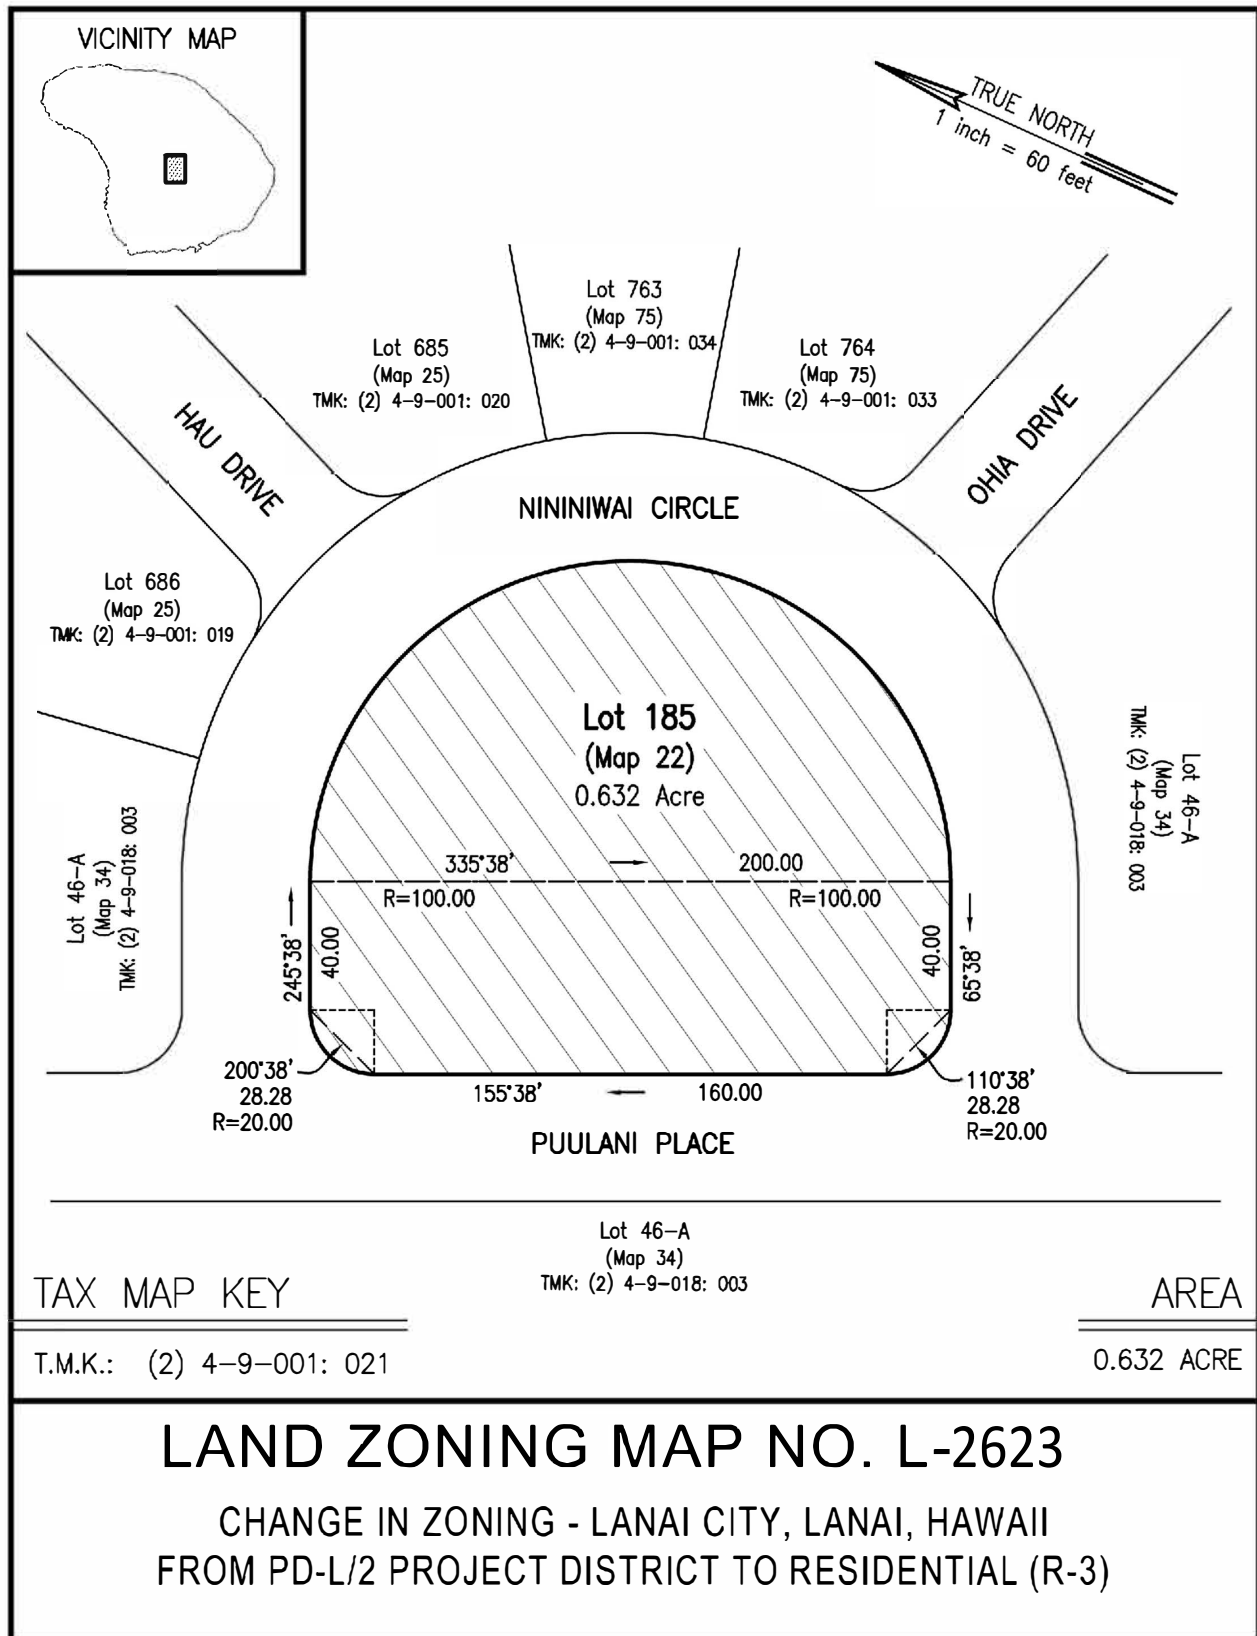 VICINITY MAP
TRUE NORTH
1 inch = 60 feet
Lot 763
(Map 75)
TMK: (2) 4-9-001: 034
Lot 685
(Map 25)
TMK: (2) 4-9-001: 020
Lot 764
(Map 75)
TMK: (2) 4-9-001: 033
HAU DRIVE
OHIA DRIVE
NININIWAI CIRCLE
Lot 686
(Map 25)
TMK: (2) 4-9-001: 019
Lot 185
(Map 22)
0.632 Acre
Lot 46-A
(Map 34)
TMK: (2) 4-9-018: 003
Lot 46-A
(Map 34)
TMK: (2) 4-9-018: 003
335°38' 200.00
R=100.00 R=100.00
245°38'
40.00
40.00
65°38'
200°38'
28.28
R=20.00
155°38' 160.00
110°38'
28.28
R=20.00
PUULANI PLACE
Lot 46-A
(Map 34)
TMK: (2) 4-9-018: 003
TAX MAP KEY
T.M.K.: (2) 4-9-001: 021
AREA
0.632 ACRE
LAND ZONING MAP NO. L-2623
CHANGE IN ZONING - LANAI CITY, LANAI, HAWAII
FROM PD-L/2 PROJECT DISTRICT TO RESIDENTIAL (R-3)